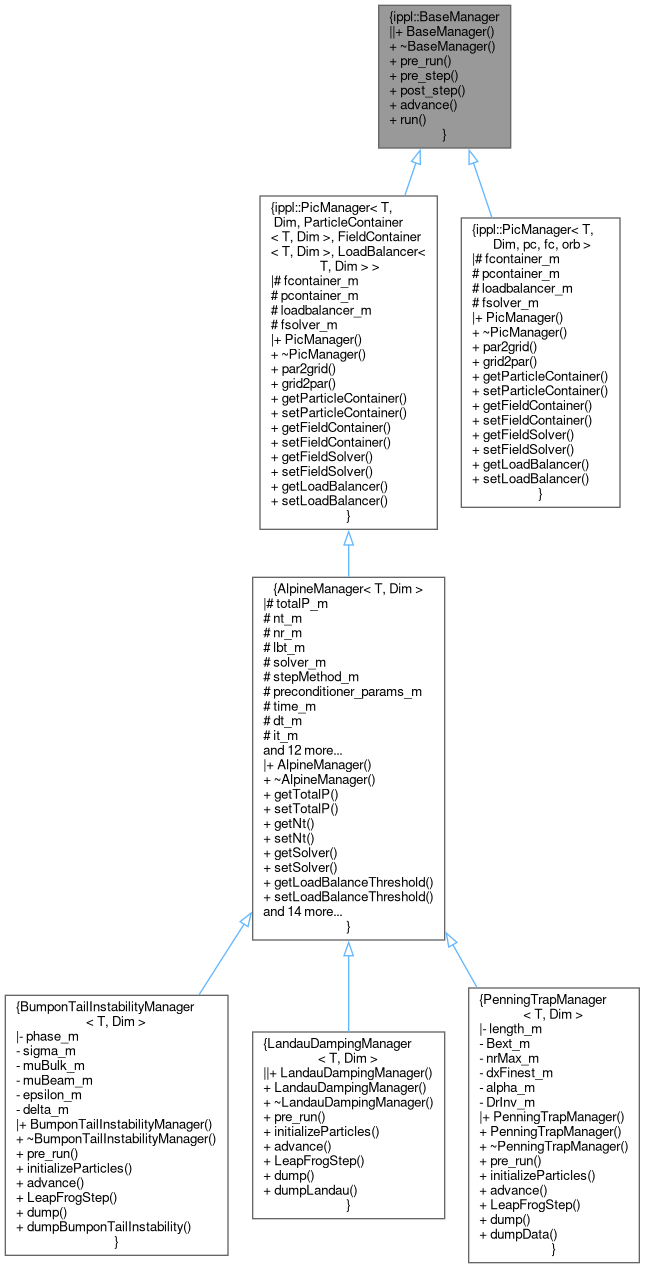 {ippl::BaseManager
||+ BaseManager()
+ ~BaseManager()
+ pre_run()
+ pre_step()
+ post_step()
+ advance()
+ run()
}
{ippl::PicManager< T,
Dim, ParticleContainer
< T, Dim >, FieldContainer
< T, Dim >, LoadBalancer<
T, Dim > >
|# fcontainer_m
# pcontainer_m
# loadbalancer_m
# fsolver_m
|+ PicManager()
+ ~PicManager()
+ par2grid()
+ grid2par()
+ getParticleContainer()
+ setParticleContainer()
+ getFieldContainer()
+ setFieldContainer()
+ getFieldSolver()
+ setFieldSolver()
+ getLoadBalancer()
+ setLoadBalancer()
}
{ippl::PicManager< T,
Dim, pc, fc, orb >
|# fcontainer_m
# pcontainer_m
# loadbalancer_m
# fsolver_m
|+ PicManager()
+ ~PicManager()
+ par2grid()
+ grid2par()
+ getParticleContainer()
+ setParticleContainer()
+ getFieldContainer()
+ setFieldContainer()
+ getFieldSolver()
+ setFieldSolver()
+ getLoadBalancer()
+ setLoadBalancer()
}
{AlpineManager< T, Dim >
|# totalP_m
# nt_m
# nr_m
# lbt_m
# solver_m
# stepMethod_m
# preconditioner_params_m
# time_m
# dt_m
# it_m
and 12 more...
|+ AlpineManager()
+ ~AlpineManager()
+ getTotalP()
+ setTotalP()
+ getNt()
+ setNt()
+ getSolver()
+ setSolver()
+ getLoadBalanceThreshold()
+ setLoadBalanceThreshold()
and 14 more...
}
{BumponTailInstabilityManager
< T, Dim >
|- phase_m
- sigma_m
- muBulk_m
- muBeam_m
- epsilon_m
- delta_m
|+ BumponTailInstabilityManager()
+ ~BumponTailInstabilityManager()
+ pre_run()
+ initializeParticles()
+ advance()
+ LeapFrogStep()
+ dump()
+ dumpBumponTailInstability()
}
{LandauDampingManager
< T, Dim >
||+ LandauDampingManager()
+ LandauDampingManager()
+ ~LandauDampingManager()
+ pre_run()
+ initializeParticles()
+ advance()
+ LeapFrogStep()
+ dump()
+ dumpLandau()
}
{PenningTrapManager
< T, Dim >
|- length_m
- Bext_m
- nrMax_m
- dxFinest_m
- alpha_m
- DrInv_m
|+ PenningTrapManager()
+ PenningTrapManager()
+ ~PenningTrapManager()
+ pre_run()
+ initializeParticles()
+ advance()
+ LeapFrogStep()
+ dump()
+ dumpData()
}